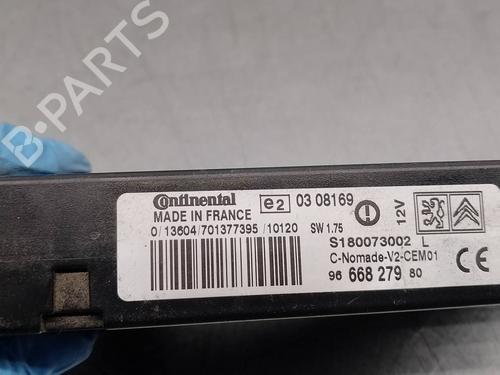 B-PARTS
Continental
e2 03 08169
MADE IN FRANCE
12V
0/13604/701377395/10120 SW 1.75
S180073002 L
C-Nomade-V2-CEM01
96 668 279 80
CE